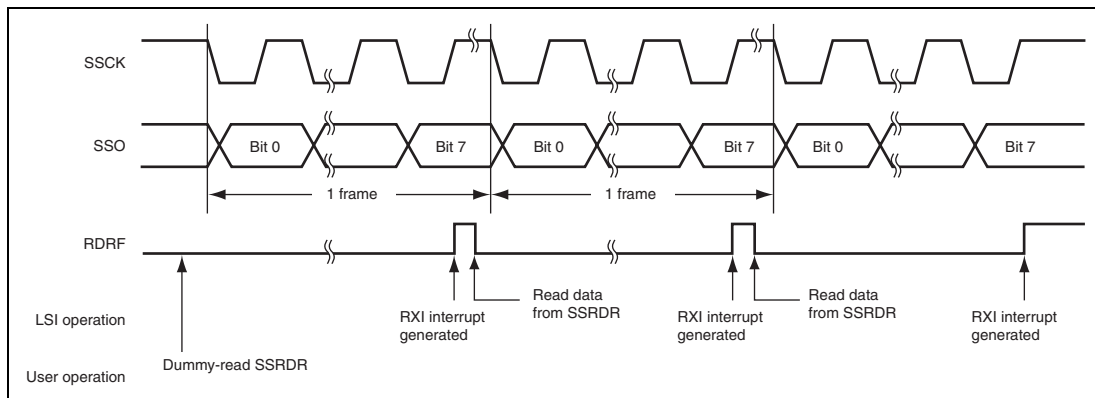 SSCK
SSO
Bit 0
Bit 7
Bit 0
Bit 7
Bit 0
Bit 7
1 frame
1 frame
RDRF
LSI operation
RXI interrupt
generated
Read data
from SSRDR
RXI interrupt
generated
Read data
from SSRDR
RXI interrupt
generated
Dummy-read SSRDR
User operation